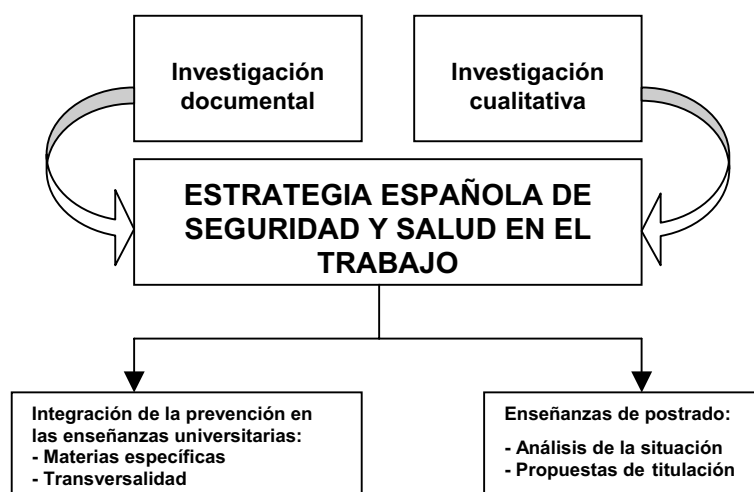 Investigación
documental
Investigación
cualitativa
ESTRATEGIA ESPAÑOLA DE
SEGURIDAD Y SALUD EN EL
TRABAJO
Integración de la prevención en
las enseñanzas universitarias:
- Materias específicas
- Transversalidad
Enseñanzas de postrado:
- Análisis de la situación
- Propuestas de titulación